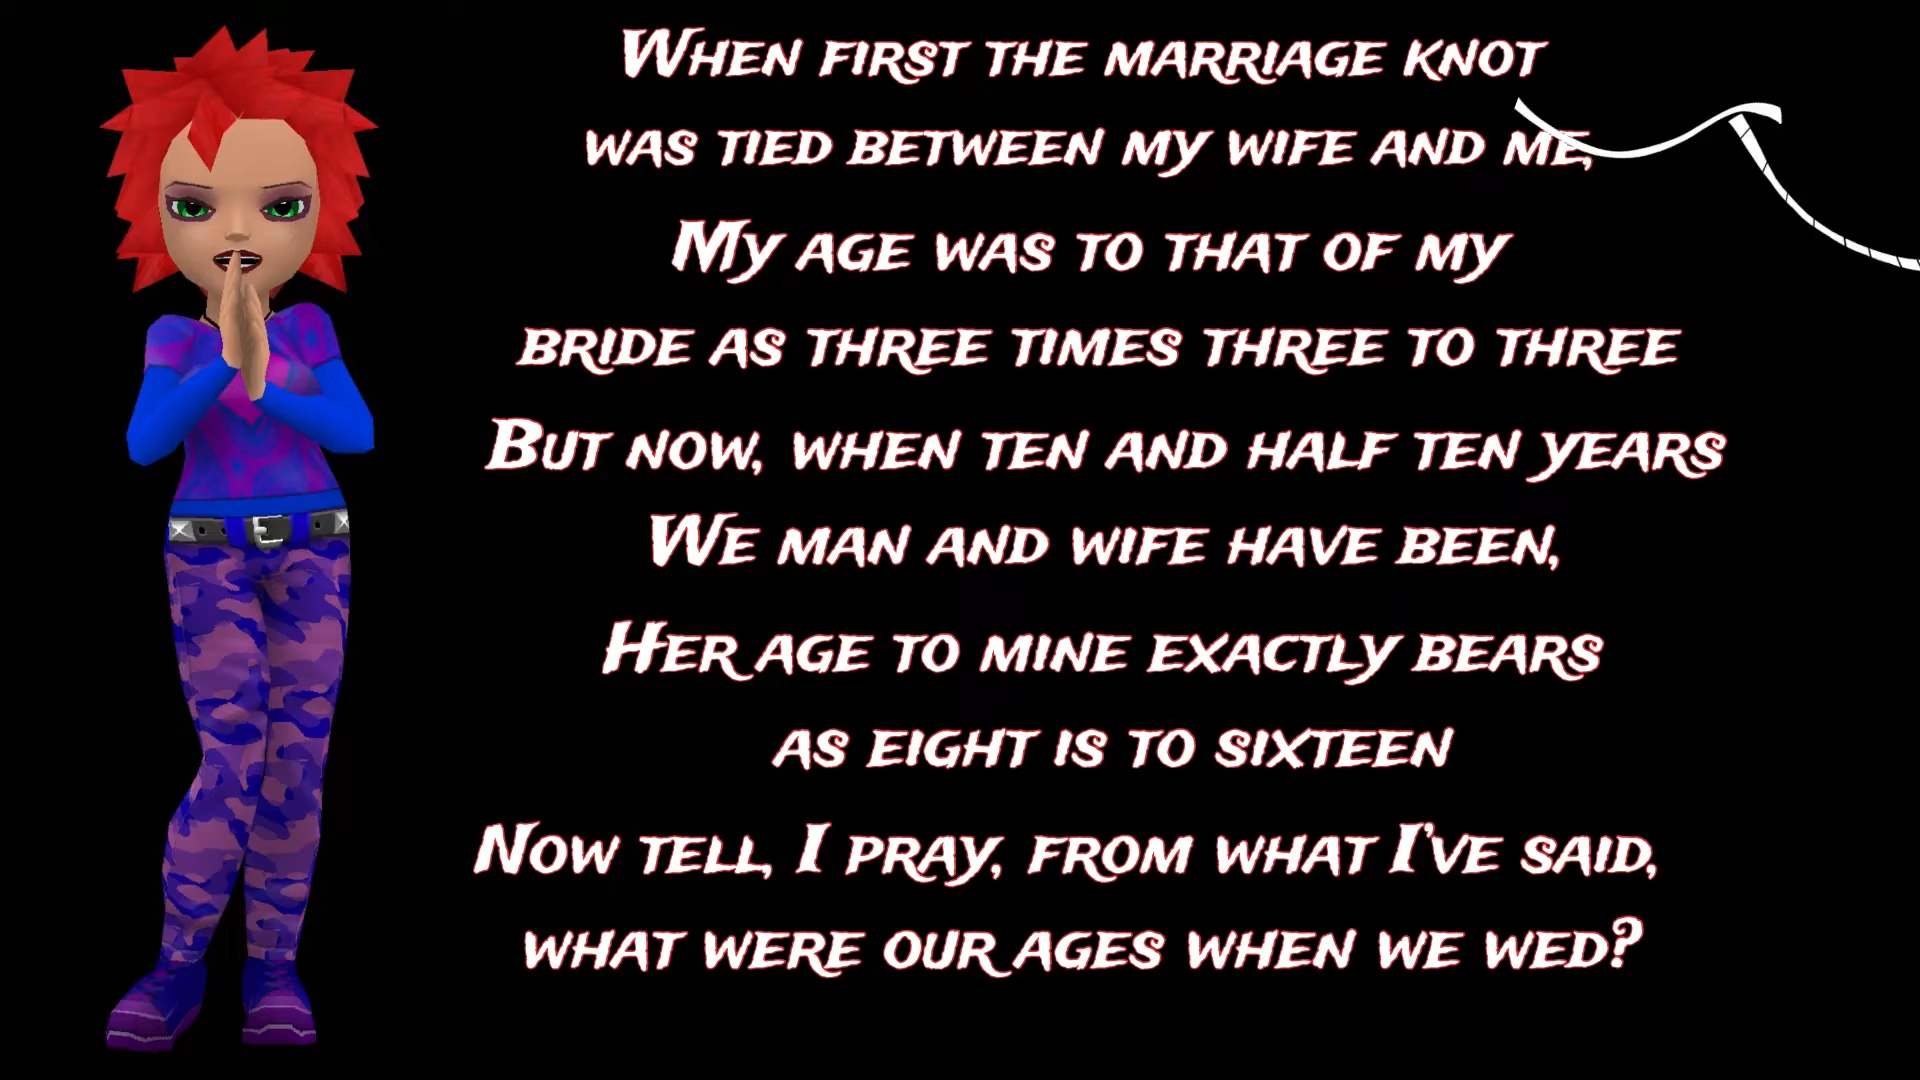 When first the marriage knot
was tied between my wife and me,
My age was to that of my
bride as three times three to three
But now, when ten and half ten years
We man and wife have been,
Her age to mine exactly bears
as eight is to sixteen
Now tell, I pray, from what I've said,
what were our ages when we wed?